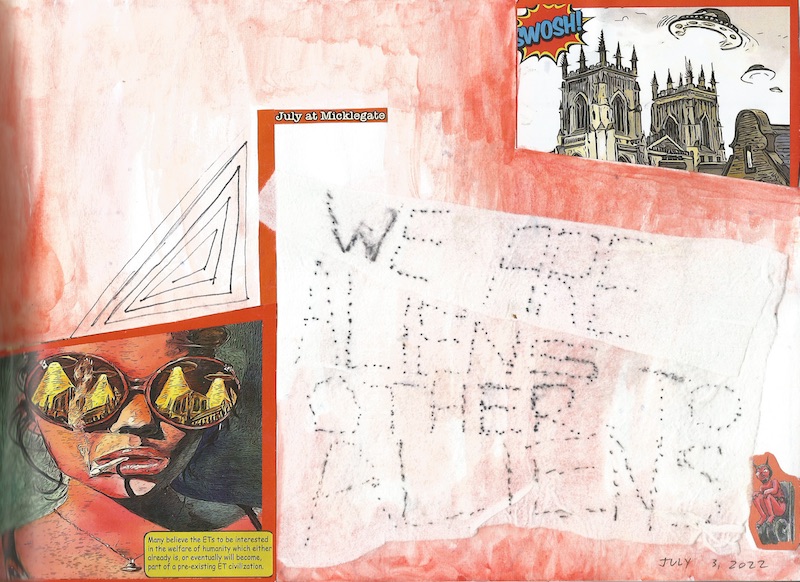 SWOSH!
July at Micklegate
WE ARE
ALIENS
OTHER TO
ALIENS
Many believe the ETs to be interested
in the welfare of humanity which either
already is, or eventually will become,
part of a pre-existing ET civilization.
JULY 3, 2022